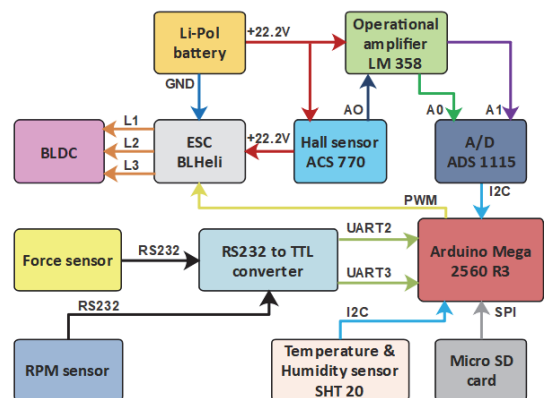 Li-Pol
battery
+22.2V
Operational
amplifier
LM 358
GND
AO
A0
A1
L1
L2
L3
BLDC
ESC
BLHeli
+22.2V
Hall sensor
ACS 770
A/D
ADS 1115
I2C
PWM
Force sensor
RS232
RS232 to TTL
converter
UART2
UART3
Arduino Mega
2560 R3
RS232
I2C
SPI
RPM sensor
Temperature &
Humidity sensor
SHT 20
Micro SD
card